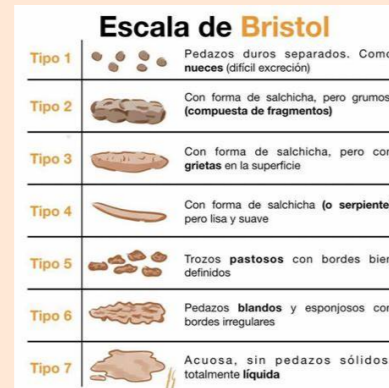 Escala de Bristol
Tipo 1
Pedazos duros separados. Como
nueces (difícil excreción)
Tipo 2
Con forma de salchicha, pero grumos
(compuesta de fragmentos)
Tipo 3
Con forma de salchicha, pero con
grietas en la superficie
Tipo 4
Con forma de salchicha (o serpiente
pero lisa y suave
Tipo 5
Trozos pastosos con bordes bien
definidos
Tipo 6
Pedazos blandos y esponjosos con
bordes irregulares
Tipo 7
Acuosa, sin pedazos sólidos
totalmente líquida